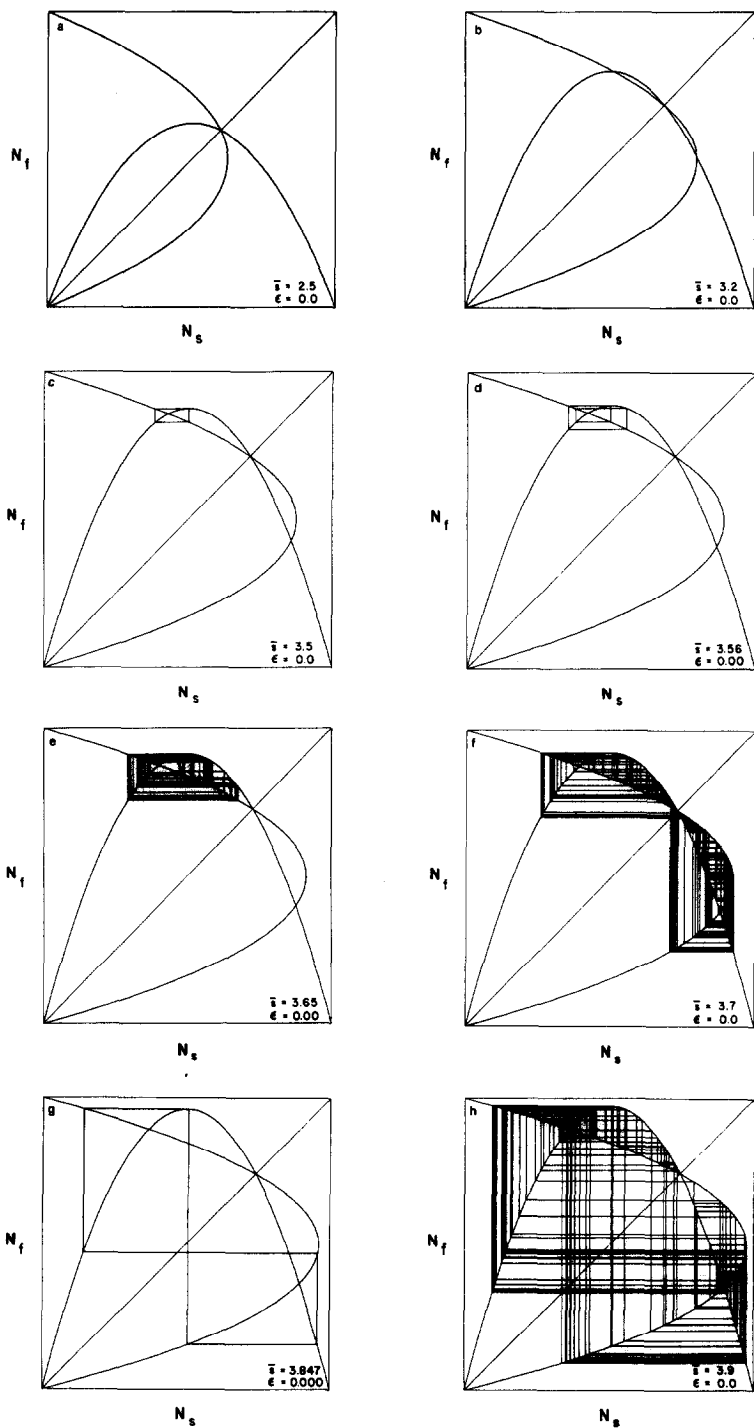 a
N_f
s̄ = 2.5
ϵ = 0.0
N_s
b
N_f
s̄ = 3.2
ϵ = 0.0
N_s
c
N_f
s̄ = 3.5
ϵ = 0.0
N_s
d
N_f
s̄ = 3.56
ϵ = 0.00
N_s
e
N_f
s̄ = 3.65
ϵ = 0.00
N_s
f
N_f
s̄ = 3.7
ϵ = 0.0
N_s
g
N_f
s̄ = 3.847
ϵ = 0.000
N_s
h
N_f
s̄ = 3.9
ϵ = 0.0
N_s